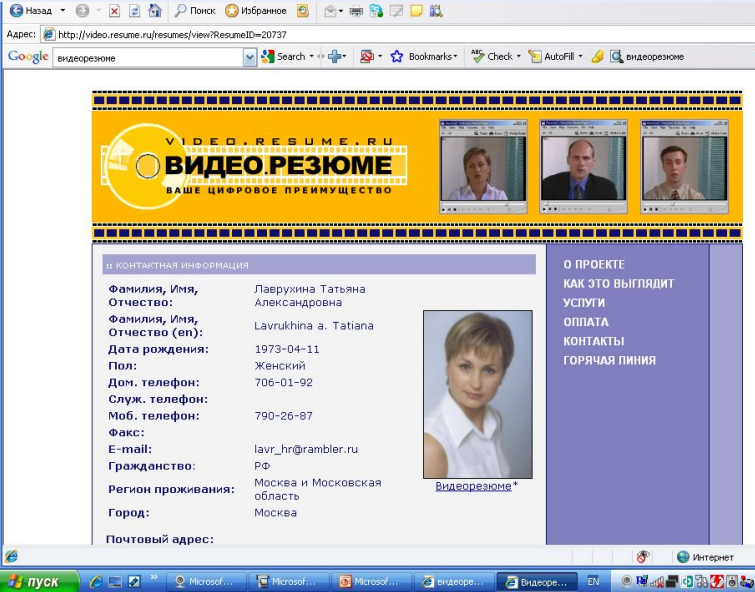 Назад Поиск Избранное
Адрес: http://video.resume.ru/resumes/view?ResumeID=20737
Google видеорезюме Search Bookmarks Check AutoFill видеорезюме
VIDEO.RESUME.RU
ВИДЕО.РЕЗЮМЕ
ВАШЕ ЦИФРОВОЕ ПРЕИМУЩЕСТВО
:: КОНТАКТНАЯ ИНФОРМАЦИЯ
Фамилия, Имя, Отчество: Лаврухина Татьяна Александровна
Фамилия, Имя, Отчество (en): Lavrukhina a. Tatiana
Дата рождения: 1973-04-11
Пол: Женский
Дом. телефон: 706-01-92
Служ. телефон:
Моб. телефон: 790-26-87
Факс:
E-mail: lavr_hr@rambler.ru
Гражданство: РФ
Регион проживания: Москва и Московская область
Город: Москва
Почтовый адрес:
Видеорезюме*
О ПРОЕКТЕ
КАК ЭТО ВЫГЛЯДИТ
УСЛУГИ
ОПЛАТА
КОНТАКТЫ
ГОРЯЧАЯ ЛИНИЯ
Интернет
пуск Microsof... Microsof... Microsof... видеоре... Видеоре... EN